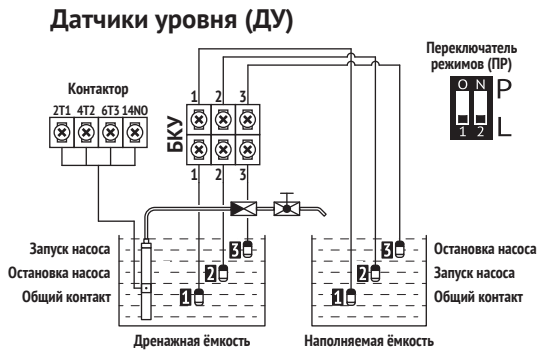 Датчики уровня (ДУ)
Переключатель
режимов (ПР)
Контактор
2T1 4T2 6T3 14NO
1 2 3
БКУ
1 2 3
O N
P
1 2
L
Запуск насоса
Остановка насоса
Общий контакт
3
2
1
3
2
1
Остановка насоса
Запуск насоса
Общий контакт
Дренажная ёмкость
Наполняемая ёмкость